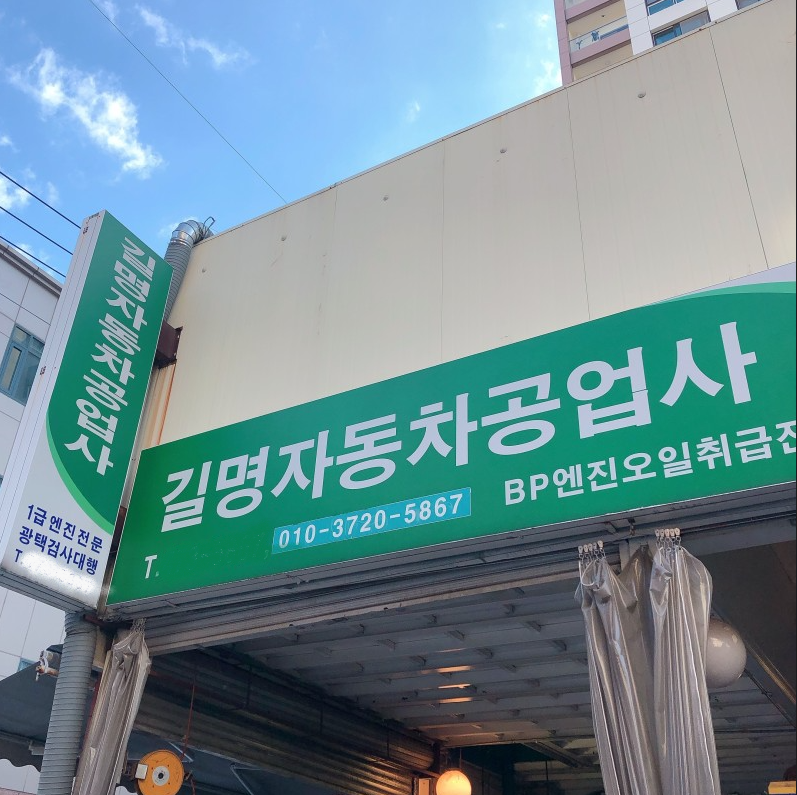 길명자동차공업사
1급엔진전문
광택검사대행
T.
길명자동차공업사
010-3720-5867
BP엔진오일취급전
T.